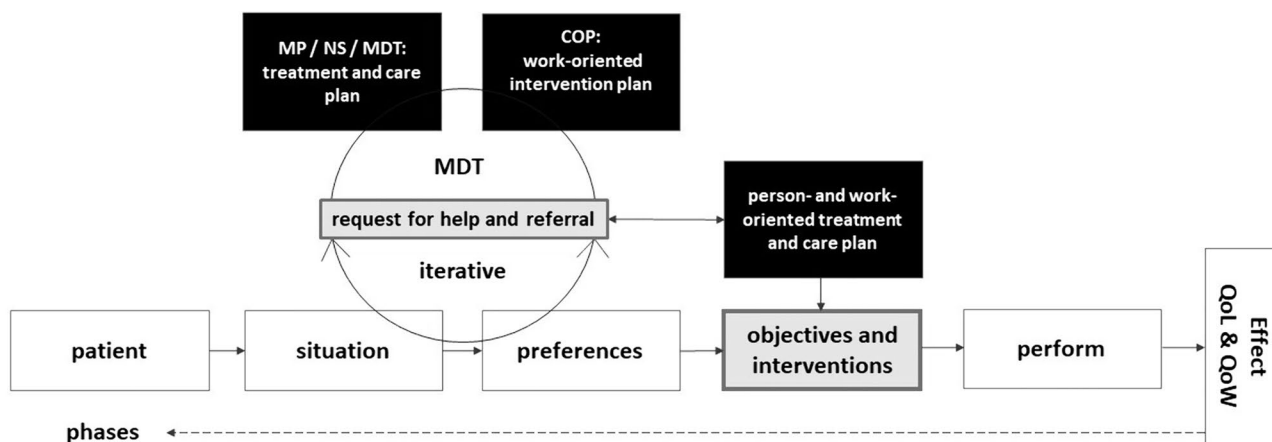 MP / NS / MDT:
treatment and care
plan
COP:
work-oriented
intervention plan
MDT
request for help and referral
iterative
person- and work-
oriented treatment
and care plan
patient
situation
preferences
objectives and
interventions
perform
Effect
QoL & QoW
phases